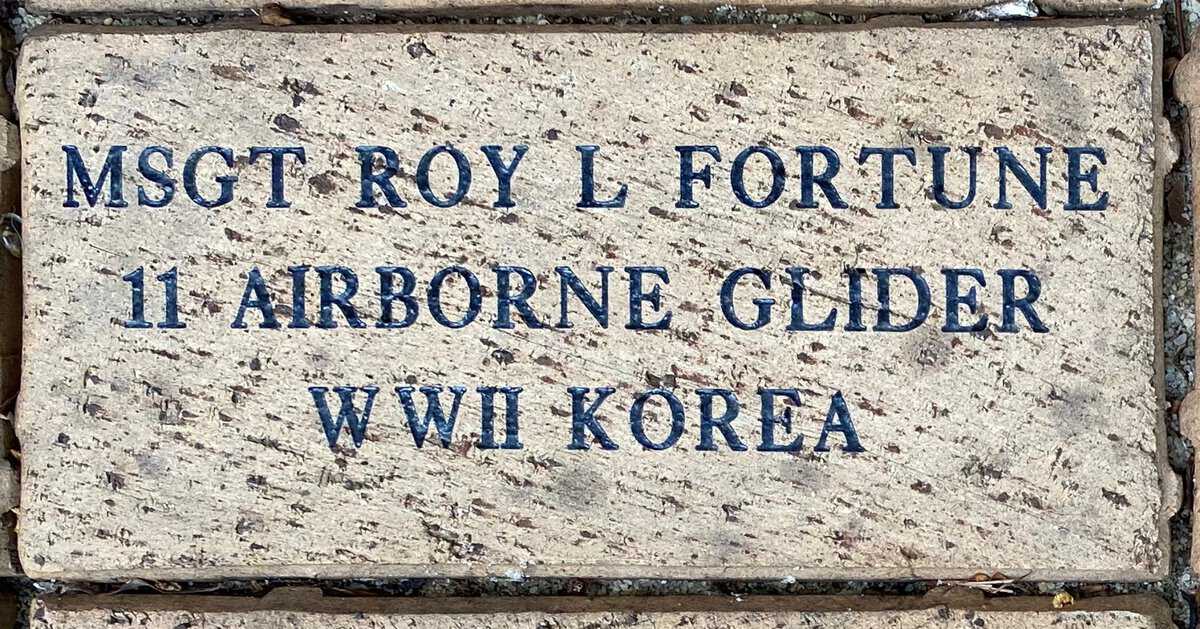 MSGT ROY L FORTUNE
11 AIRBORNE GLIDER
WWII KOREA